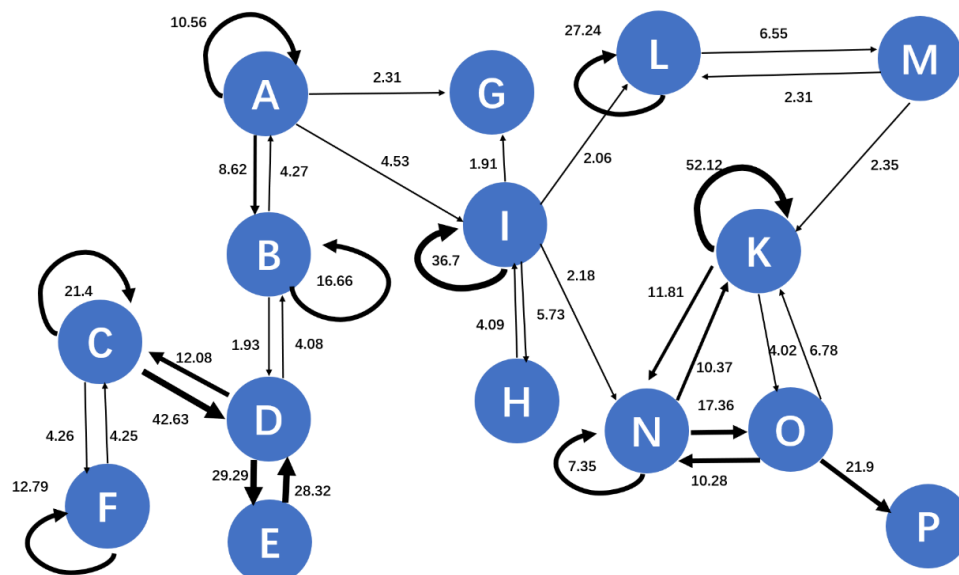 10.56
27.24
6.55
L
M
A
2.31
G
2.31
8.62
4.27
4.53
1.91
2.06
52.12
2.35
I
B
K
36.7
16.66
21.4
2.18
11.81
C
4.09
5.73
1.93
4.08
4.02
6.78
12.08
10.37
H
42.63
D
17.36
N
O
4.26
4.25
7.35
10.28
21.9
29.29
28.32
12.79
F
E
P